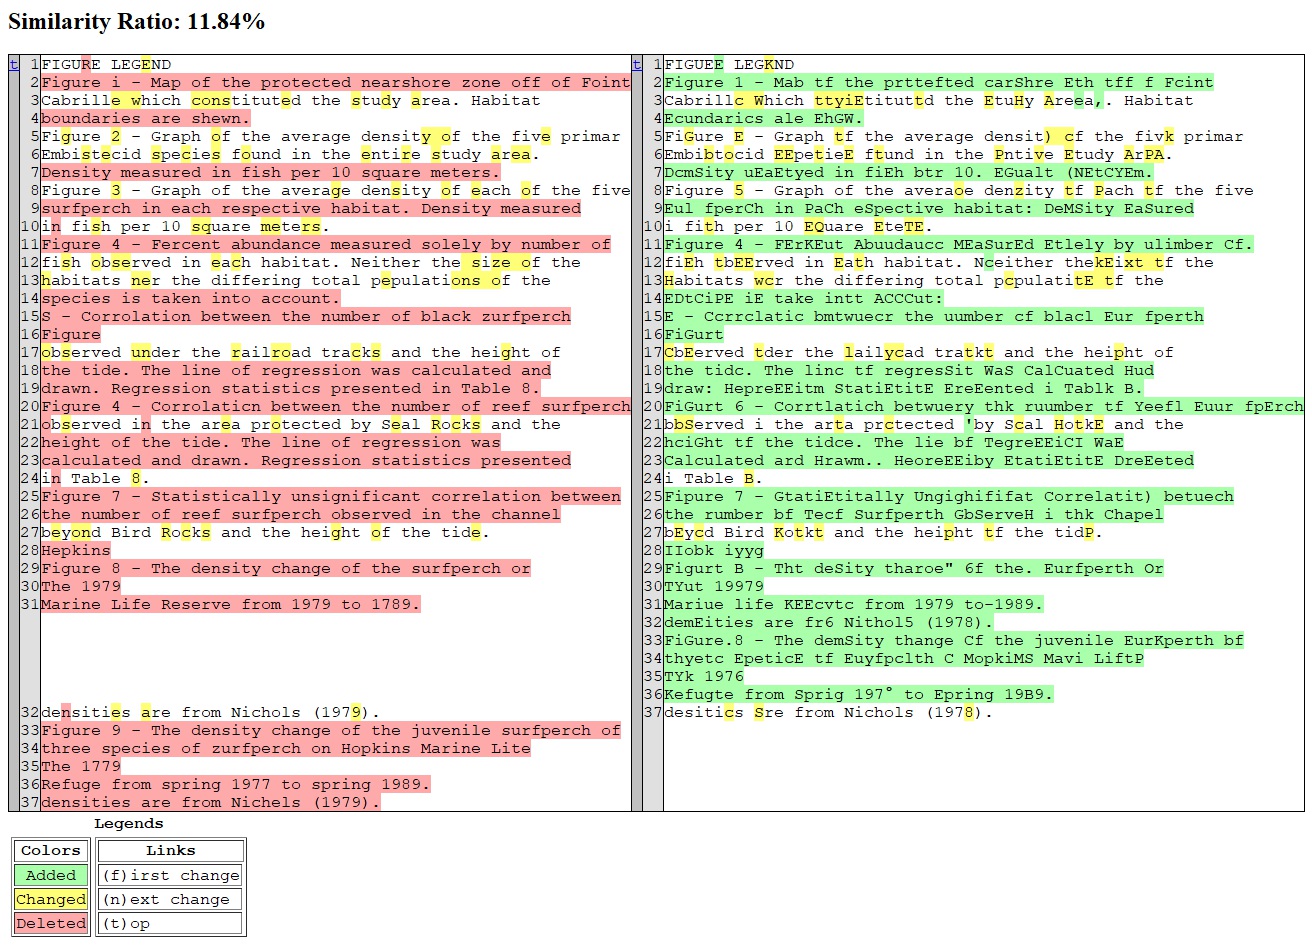 Similarity Ratio: 11.84%
t 1 FIGURE LEGEND
2 Figure i - Map of the protected nearshore zone off of Foint
3 Cabrille which constituted the study area. Habitat
4 boundaries are shewn.
5 Figure 2 - Graph of the average density of the five primar
6 Embistecid species found in the entire study area.
7 Density measured in fish per 10 square meters.
8 Figure 3 - Graph of the average density of each of the five
9 surfperch in each respective habitat. Density measured
10 in fish per 10 square meters.
11 Figure 4 - Fercent abundance measured solely by number of
12 fish observed in each habitat. Neither the size of the
13 habitats ner the differing total pepulations of the
14 species is taken into account.
15 S - Corrolation between the number of black zurfperch
16 Figure
17 observed under the railroad tracks and the height of
18 the tide. The line of regression was calculated and
19 drawn. Regression statistics presented in Table 8.
20 Figure 4 - Corrolaticn between the number of reef surfperch
21 observed in the area protected by Seal Rocks and the
22 height of the tide. The line of regression was
23 calculated and drawn. Regression statistics presented
24 in Table 8.
25 Figure 7 - Statistically unsignificant correlation between
26 the number of reef surfperch observed in the channel
27 beyond Bird Rocks and the height of the tide.
28 Hepkins
29 Figure 8 - The density change of the surfperch or
30 The 1979
31 Marine Life Reserve from 1979 to 1789.
32 densities are from Nichols (1979).
33 Figure 9 - The density change of the juvenile surfperch of
34 three species of zurfperch on Hopkins Marine Lite
35 The 1779
36 Refuge from spring 1977 to spring 1989.
37 densities are from Nichels (1979).
t 1 FIGUEE LEGKND
2 Figure 1 - Mab tf the prttefted carShre Eth tff f Fcint
3 Cabrillc Which ttyiEtituttd the EtuHy Areea,. Habitat
4 Ecundarics ale EhGW.
5 FiGure E - Graph tf the average densit) cf the fivk primar
6 Embibtocid EEpetieE ftund in the Pntive Etudy ArPA.
7 DcmSity uEaEtyed in fiEh btr 10. EGualt (NEtCYEm.
8 Figure 5 - Graph of the averaoe denzity tf Pach tf the five
9 Eul fperCh in PaCh eSpective habitat: DeMSity EaSured
10 i fith per 10 EQuare EteTE.
11 Figure 4 - FErKEut Abuudaucc MEaSurEd Etlely by ulimber Cf.
12 fiEh tbEErved in Eath habitat. Nceither thekEixt tf the
13 Habitats wcr the differing total pcpulatitE tf the
14 EDtCiPE iE take intt ACCCut:
15 E - Ccrrclatic bmtwuecr the uumber cf blacl Eur fperth
16 FiGurt
17 CbEerved tder the lailycad tratkt and the heipht of
18 the tidc. The linc tf regresSit WaS CalCuated Hud
19 draw: HepreEEitm StatiEtitE EreEented i Tablk B.
20 FiGurt 6 - Corrtlatich betwuery thk ruumber tf Yeefl Euur fpErch
21 bbServed i the arta prctected 'by Scal HotkE and the
22 hciGht tf the tidce. The lie bf TegreEEiCI WaE
23 Calculated ard Hrawm.. HeoreEEiby EtatiEtitE DreEeted
24 i Table B.
25 Fipure 7 - GtatiEtitally Ungighififat Correlatit) betuech
26 the rumber bf Tecf Surfperth GbServeH i thk Chapel
27 bEycd Bird Kotkt and the heipht tf the tidP.
28 IIobk iyyg
29 Figurt B - Tht deSity tharoe" 6f the. Eurfperth Or
30 TYut 19979
31 Mariue life KEEcvtc from 1979 to-1989.
32 demEities are fr6 Nithol5 (1978).
33 FiGure.8 - The demSity thange Cf the juvenile EurKperth bf
34 thyetc EpeticE tf Euyfpclth C MopkiMS Mavi LiftP
35 TYk 1976
36 Kefugte from Sprig 197° to Epring 19B9.
37 desitics Sre from Nichols (1978).
Legends
Colors Links
Added (f)irst change
Changed (n)ext change
Deleted (t)op